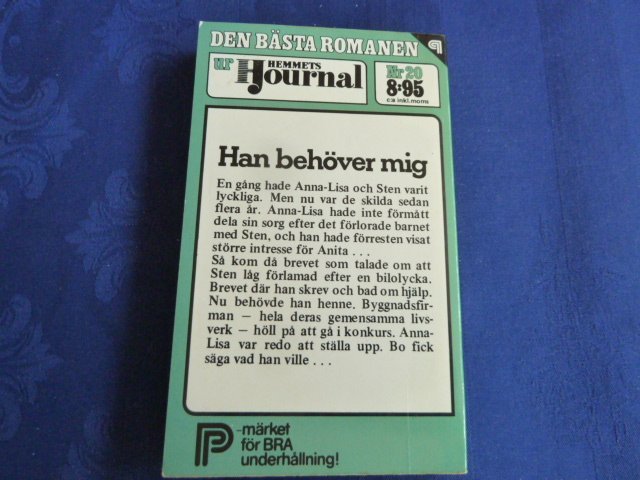 DEN BÄSTA ROMANEN
ur HEMMETS Journal
Nr 20
8:95
c:a inkl. moms
Han behöver mig
En gång hade Anna-Lisa och Sten varit
lyckliga. Men nu var de skilda sedan
flera år. Anna-Lisa hade inte förmått
dela sin sorg efter det förlorade barnet
med Sten, och han hade förresten visat
större intresse för Anita . . .
Så kom då brevet som talade om att
Sten låg förlamad efter en bilolycka.
Brevet där han skrev och bad om hjälp.
Nu behövde han henne. Byggnadsfir-
man — hela deras gemensamma livs-
verk — höll på att gå i konkurs. Anna-
Lisa var redo att ställa upp. Bo fick
säga vad han ville . . .
P -märket
för BRA
underhållning!